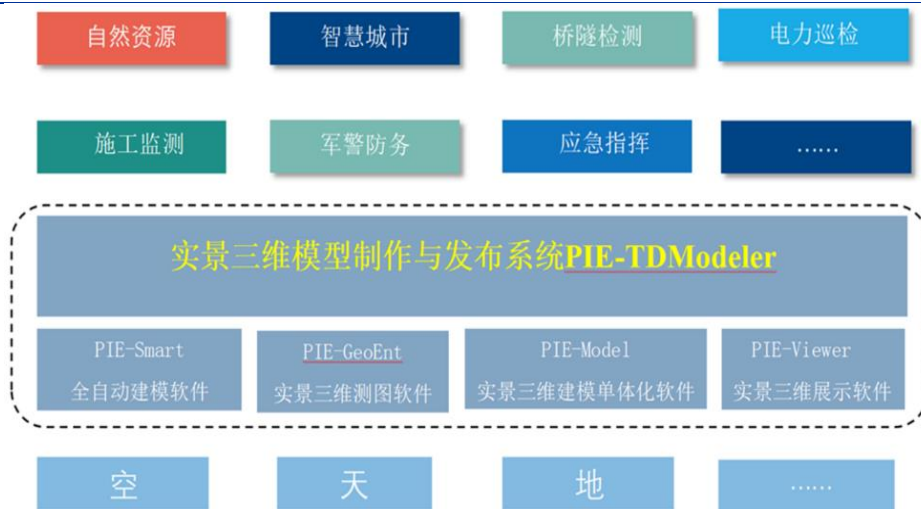 自然资源
智慧城市
桥隧检测
电力巡检
施工监测
军警防务
应急指挥
……
实景三维模型制作与发布系统PIE-TDModeler
PIE-Smart
全自动建模软件
PIE-GeoEnt
实景三维测图软件
PIE-Model
实景三维建模单体化软件
PIE-Viewer
实景三维展示软件
空
天
地
……